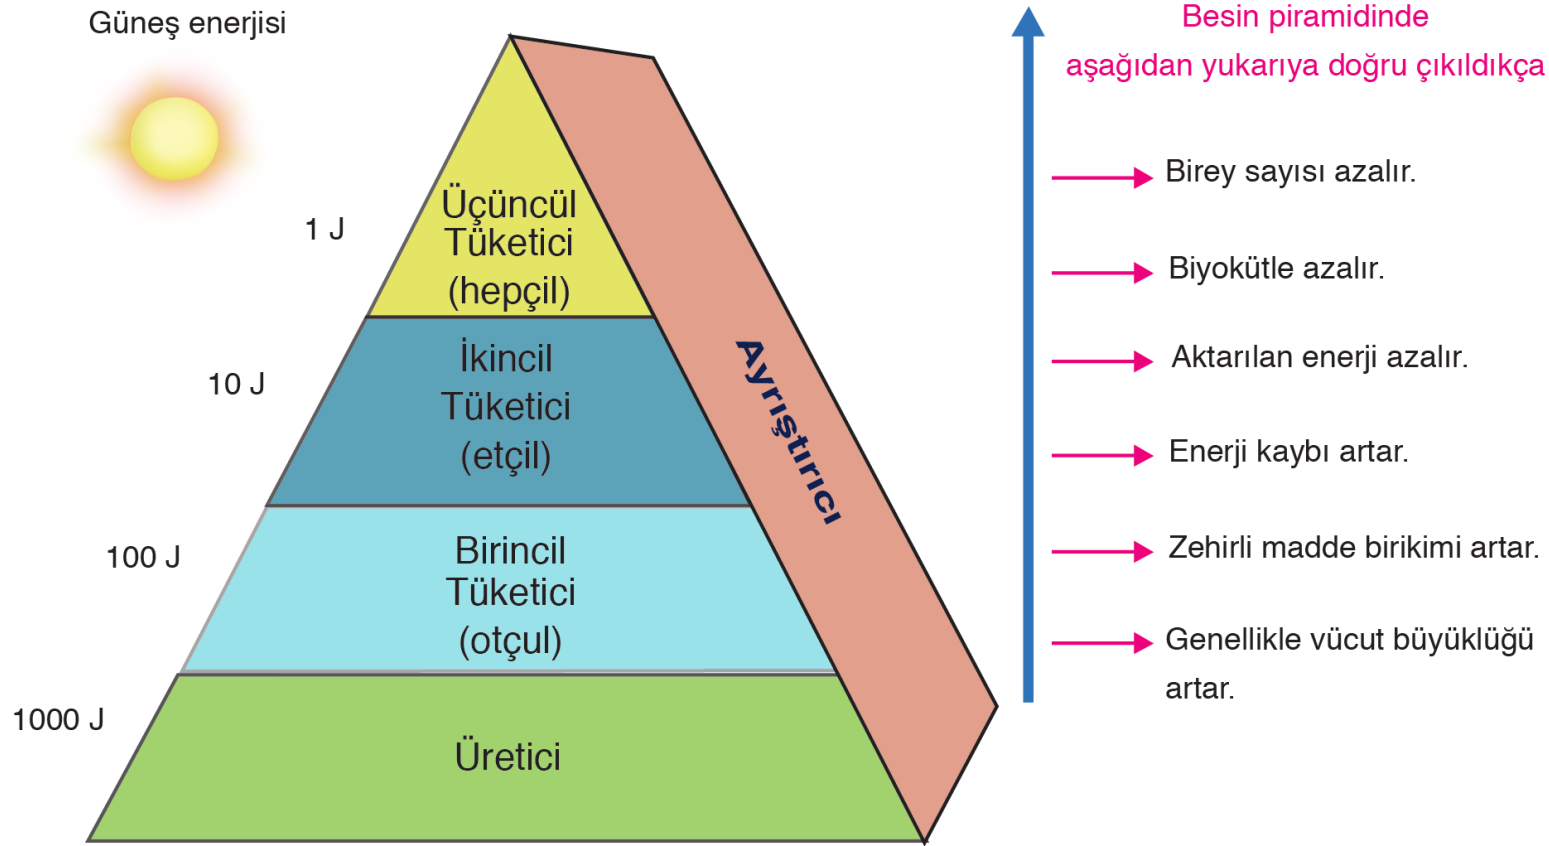 Güneş enerjisi
1 J
10 J
100 J
1000 J
Üçüncül
Tüketici
(hepçil)
İkincil
Tüketici
(etçil)
Birincil
Tüketici
(otçul)
Üretici
Ayrıştırıcı
Besin piramidinde
aşağıdan yukarıya doğru çıkıldıkça
Birey sayısı azalır.
Biyokütle azalır.
Aktarılan enerji azalır.
Enerji kaybı artar.
Zehirli madde birikimi artar.
Genellikle vücut büyüklüğü
artar.